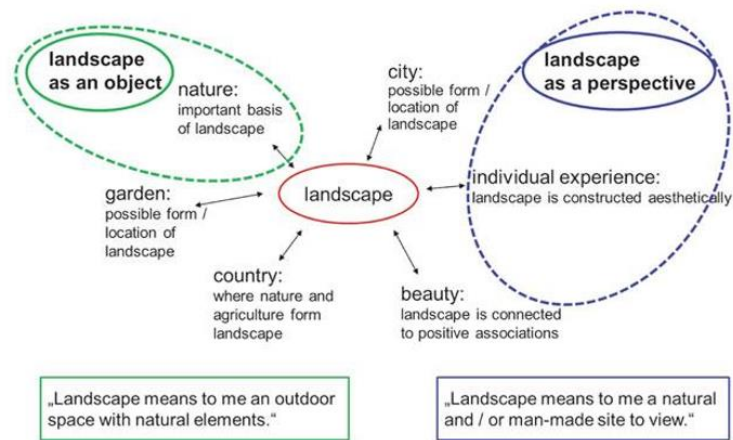 landscape
as an object
nature:
important basis
of landscape
city:
possible form /
location of
landscape
landscape
as a perspective
garden:
possible form /
location of
landscape
landscape
individual experience:
landscape is constructed aesthetically
country:
where nature and
agriculture form
landscape
beauty:
landscape is connected
to positive associations
„Landscape means to me an outdoor
space with natural elements.“
„Landscape means to me a natural
and / or man-made site to view.“